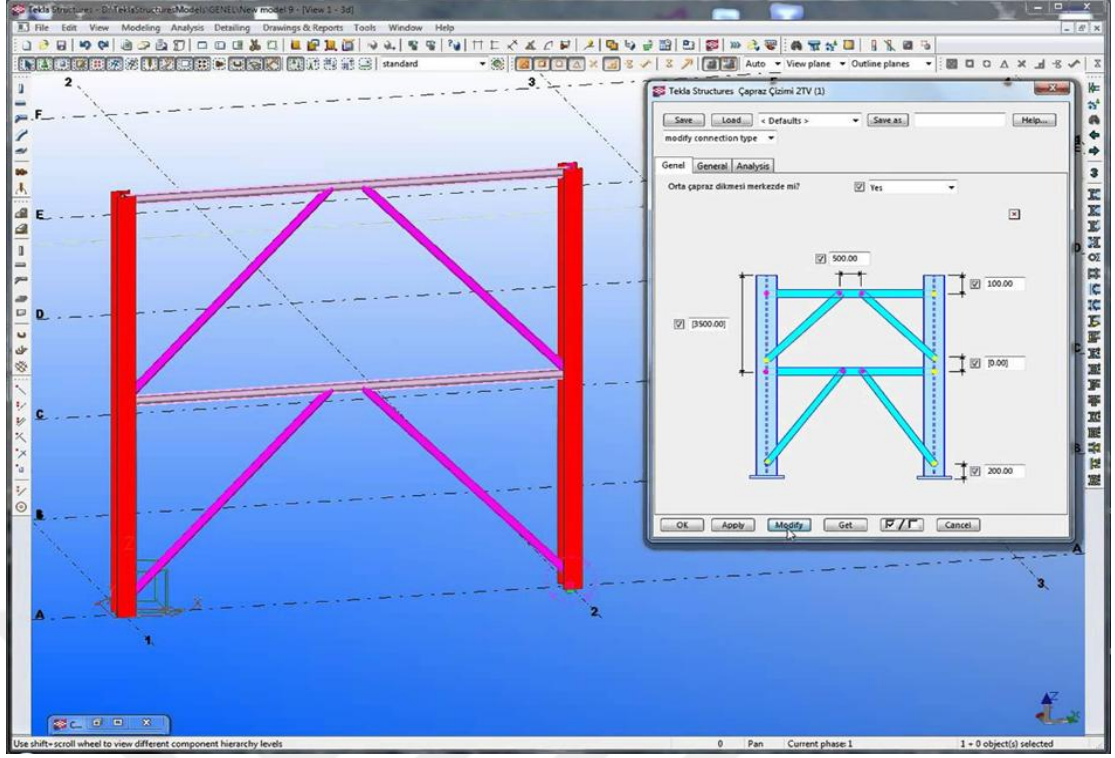 Tekla Structures - D:\TeklaStructuresModels\GENEL\New model 9 - [View 1 - 3d]
File Edit View Modeling Analysis Detailing Drawings & Reports Tools Window Help
standard
Auto View plane Outline planes
2
3
F
E
D
C
B
A
1
2
3
A
Z
X
Tekla Structures Çapraz Çizimi 2TV (1)
Save Load < Defaults > Save as Help...
modify connection type
Genel General Analysis
Orta çapraz dikmesi merkezde mi? Yes
500.00
100.00
[3500.00]
[0.00]
200.00
OK Apply Modify Get Cancel
C...
Use shift+scroll wheel to view different component hierarchy levels
0 Pan Current phase: 1 1 + 0 object(s) selected